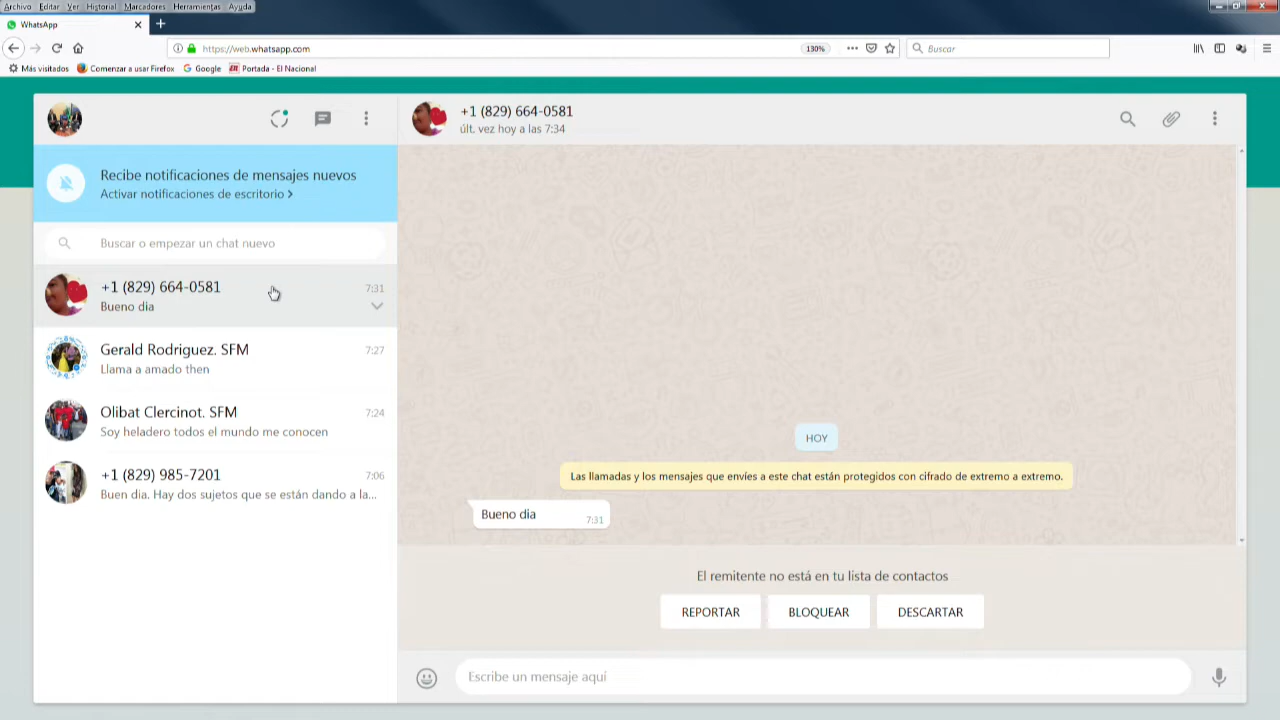 Archivo Editar Ver Historial Marcadores Herramientas Ayuda
WhatsApp
https://web.whatsapp.com
130%
Buscar
Más visitados Comenzar a usar Firefox Google Portada - El Nacional
+1 (829) 664-0581
últ. vez hoy a las 7:34
Recibe notificaciones de mensajes nuevos
Activar notificaciones de escritorio >
Buscar o empezar un chat nuevo
+1 (829) 664-0581 7:31
Bueno dia
Gerald Rodriguez. SFM 7:27
Llama a amado then
Olibat Clercinot. SFM 7:24
Soy heladero todos el mundo me conocen
+1 (829) 985-7201 7:06
Buen dia. Hay dos sujetos que se están dando a la...
HOY
Las llamadas y los mensajes que envíes a este chat están protegidos con cifrado de extremo a extremo.
Bueno dia 7:31
El remitente no está en tu lista de contactos
REPORTAR BLOQUEAR DESCARTAR
Escribe un mensaje aquí